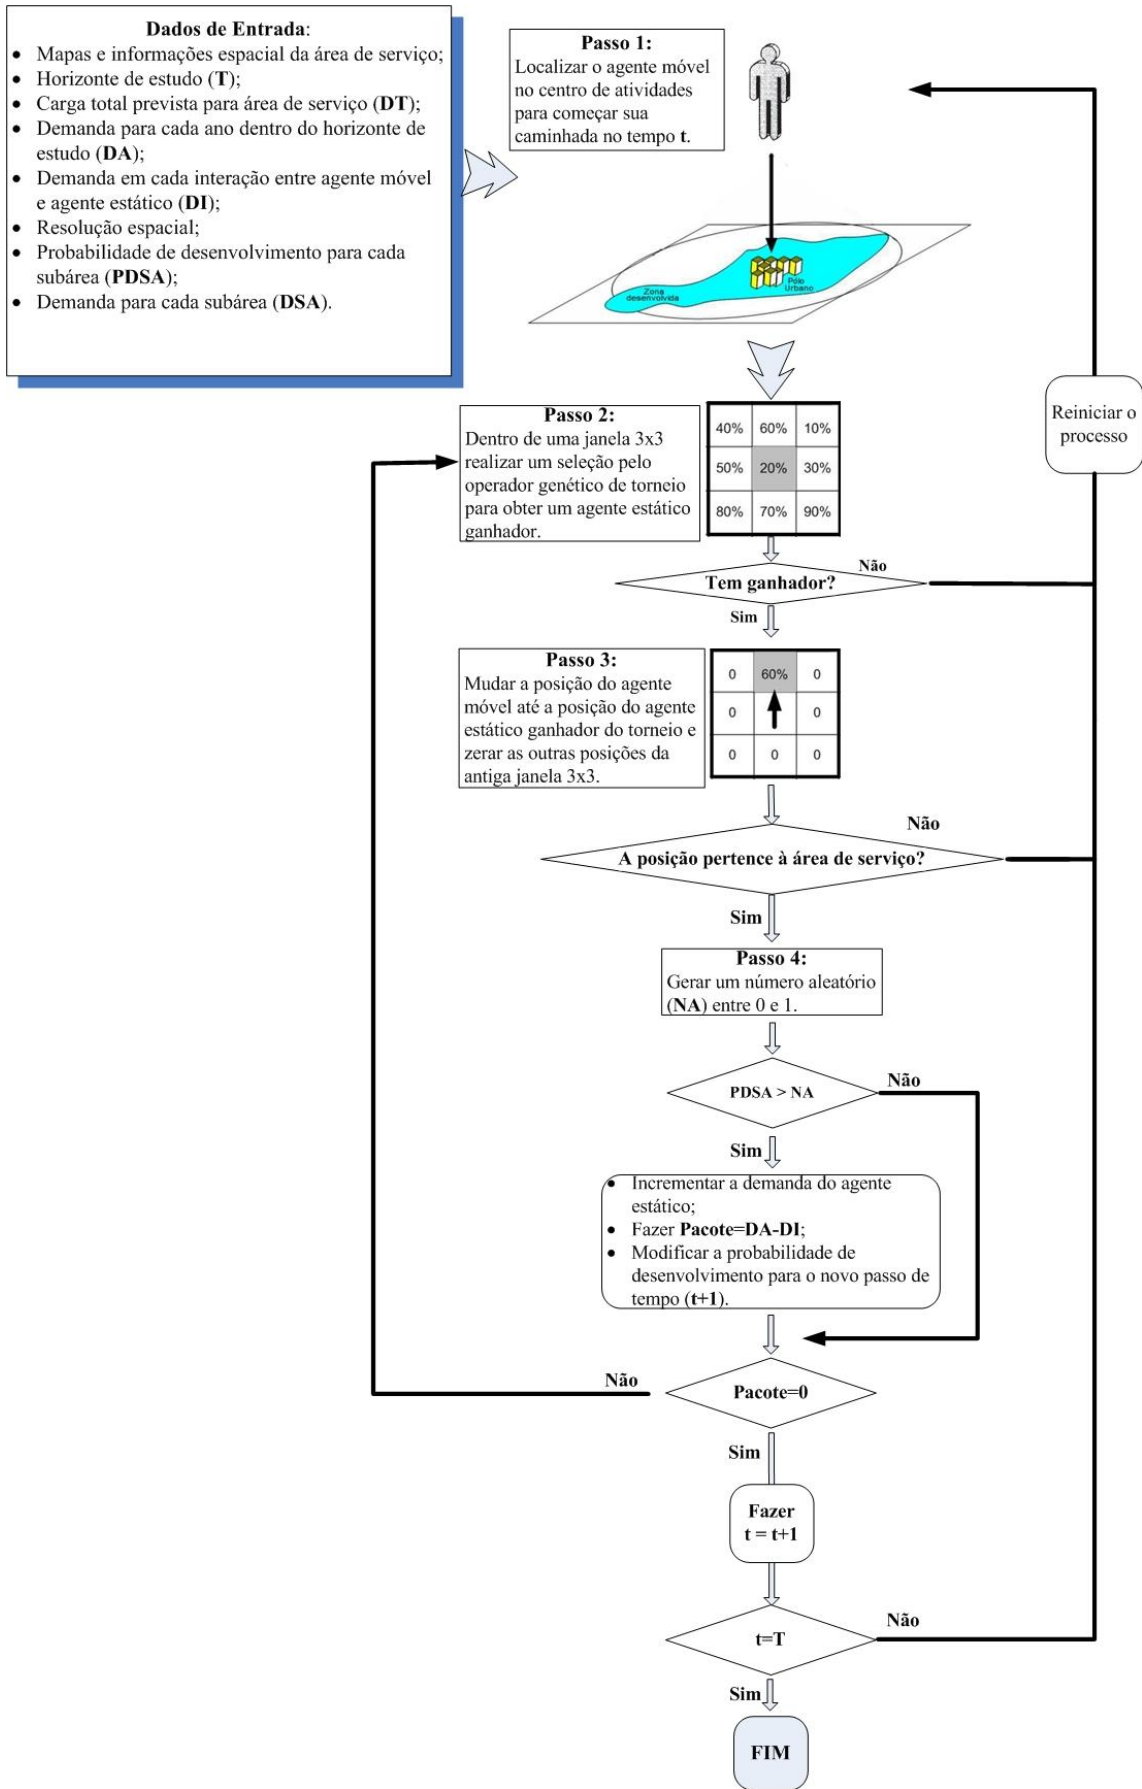 Dados de Entrada:
• Mapas e informações espacial da área de serviço;
• Horizonte de estudo (T);
• Carga total prevista para área de serviço (DT);
• Demanda para cada ano dentro do horizonte de
estudo (DA);
• Demanda em cada interação entre agente móvel
e agente estático (DI);
• Resolução espacial;
• Probabilidade de desenvolvimento para cada
subárea (PDSA);
• Demanda para cada subárea (DSA).
Passo 1:
Localizar o agente móvel
no centro de atividades
para começar sua
caminhada no tempo t.
Zona
desenvolvida
Pólo
Urbano
Reiniciar o
processo
Passo 2:
Dentro de uma janela 3x3
realizar um seleção pelo
operador genético de torneio
para obter um agente estático
ganhador.
40% 60% 10%
50% 20% 30%
80% 70% 90%
Tem ganhador?
Não
Sim
Passo 3:
Mudar a posição do agente
móvel até a posição do agente
estático ganhador do torneio e
zerar as outras posições da
antiga janela 3x3.
0 60% 0
0 0
0 0 0
Não
A posição pertence à área de serviço?
Sim
Passo 4:
Gerar um número aleatório
(NA) entre 0 e 1.
Não
PDSA > NA
Sim
• Incrementar a demanda do agente
estático;
• Fazer Pacote=DA-DI;
• Modificar a probabilidade de
desenvolvimento para o novo passo de
tempo (t+1).
Não
Pacote=0
Sim
Fazer
t = t+1
Não
t=T
Sim
FIM